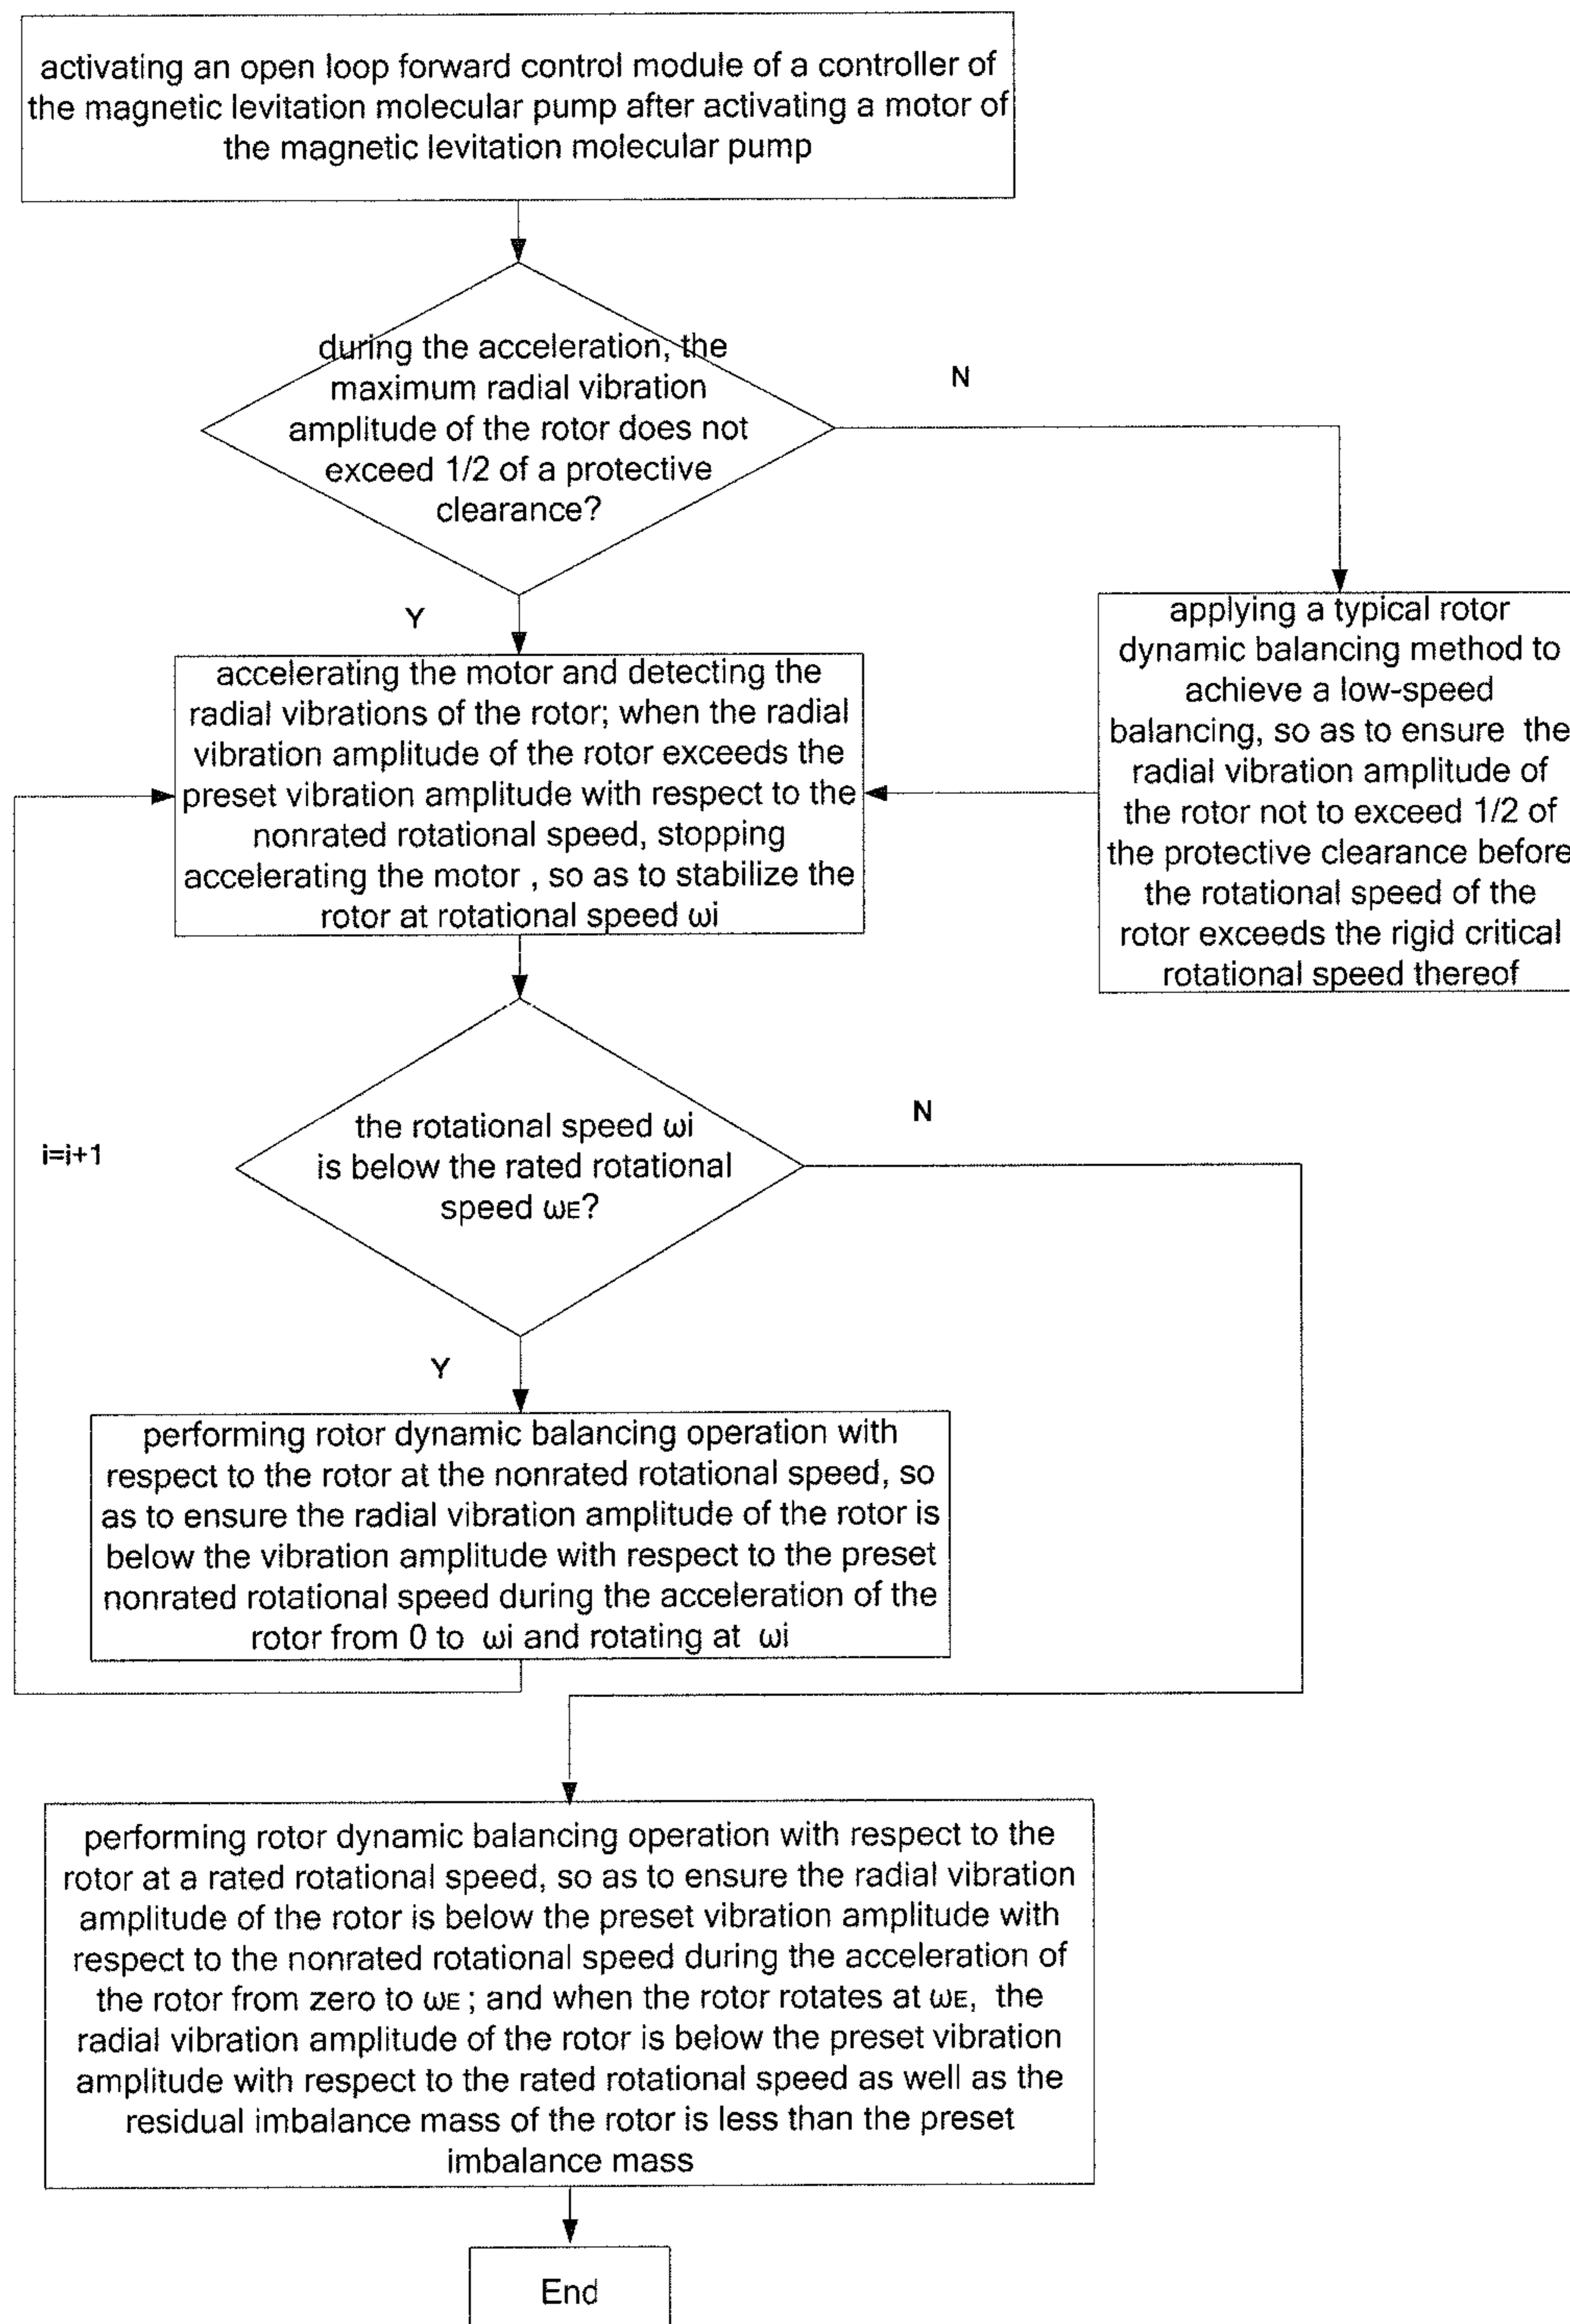 activating an open loop forward control module of a controller of
the magnetic levitation molecular pump after activating a motor of
the magnetic levitation molecular pump
during the acceleration, the
maximum radial vibration
amplitude of the rotor does not
exceed 1/2 of a protective
clearance?
N
Y
applying a typical rotor
dynamic balancing method to
achieve a low-speed
balancing, so as to ensure the
radial vibration amplitude of
the rotor not to exceed 1/2 of
the protective clearance before
the rotational speed of the
rotor exceeds the rigid critical
rotational speed thereof
accelerating the motor and detecting the
radial vibrations of the rotor; when the radial
vibration amplitude of the rotor exceeds the
preset vibration amplitude with respect to the
nonrated rotational speed, stopping
accelerating the motor , so as to stabilize the
rotor at rotational speed ωi
the rotational speed ωi
is below the rated rotational
speed ωE?
N
i=i+1
Y
performing rotor dynamic balancing operation with
respect to the rotor at the nonrated rotational speed, so
as to ensure the radial vibration amplitude of the rotor is
below the vibration amplitude with respect to the preset
nonrated rotational speed during the acceleration of the
rotor from 0 to ωi and rotating at ωi
performing rotor dynamic balancing operation with respect to the
rotor at a rated rotational speed, so as to ensure the radial vibration
amplitude of the rotor is below the preset vibration amplitude with
respect to the nonrated rotational speed during the acceleration of
the rotor from zero to ωE ; and when the rotor rotates at ωE, the
radial vibration amplitude of the rotor is below the preset vibration
amplitude with respect to the rated rotational speed as well as the
residual imbalance mass of the rotor is less than the preset
imbalance mass
End